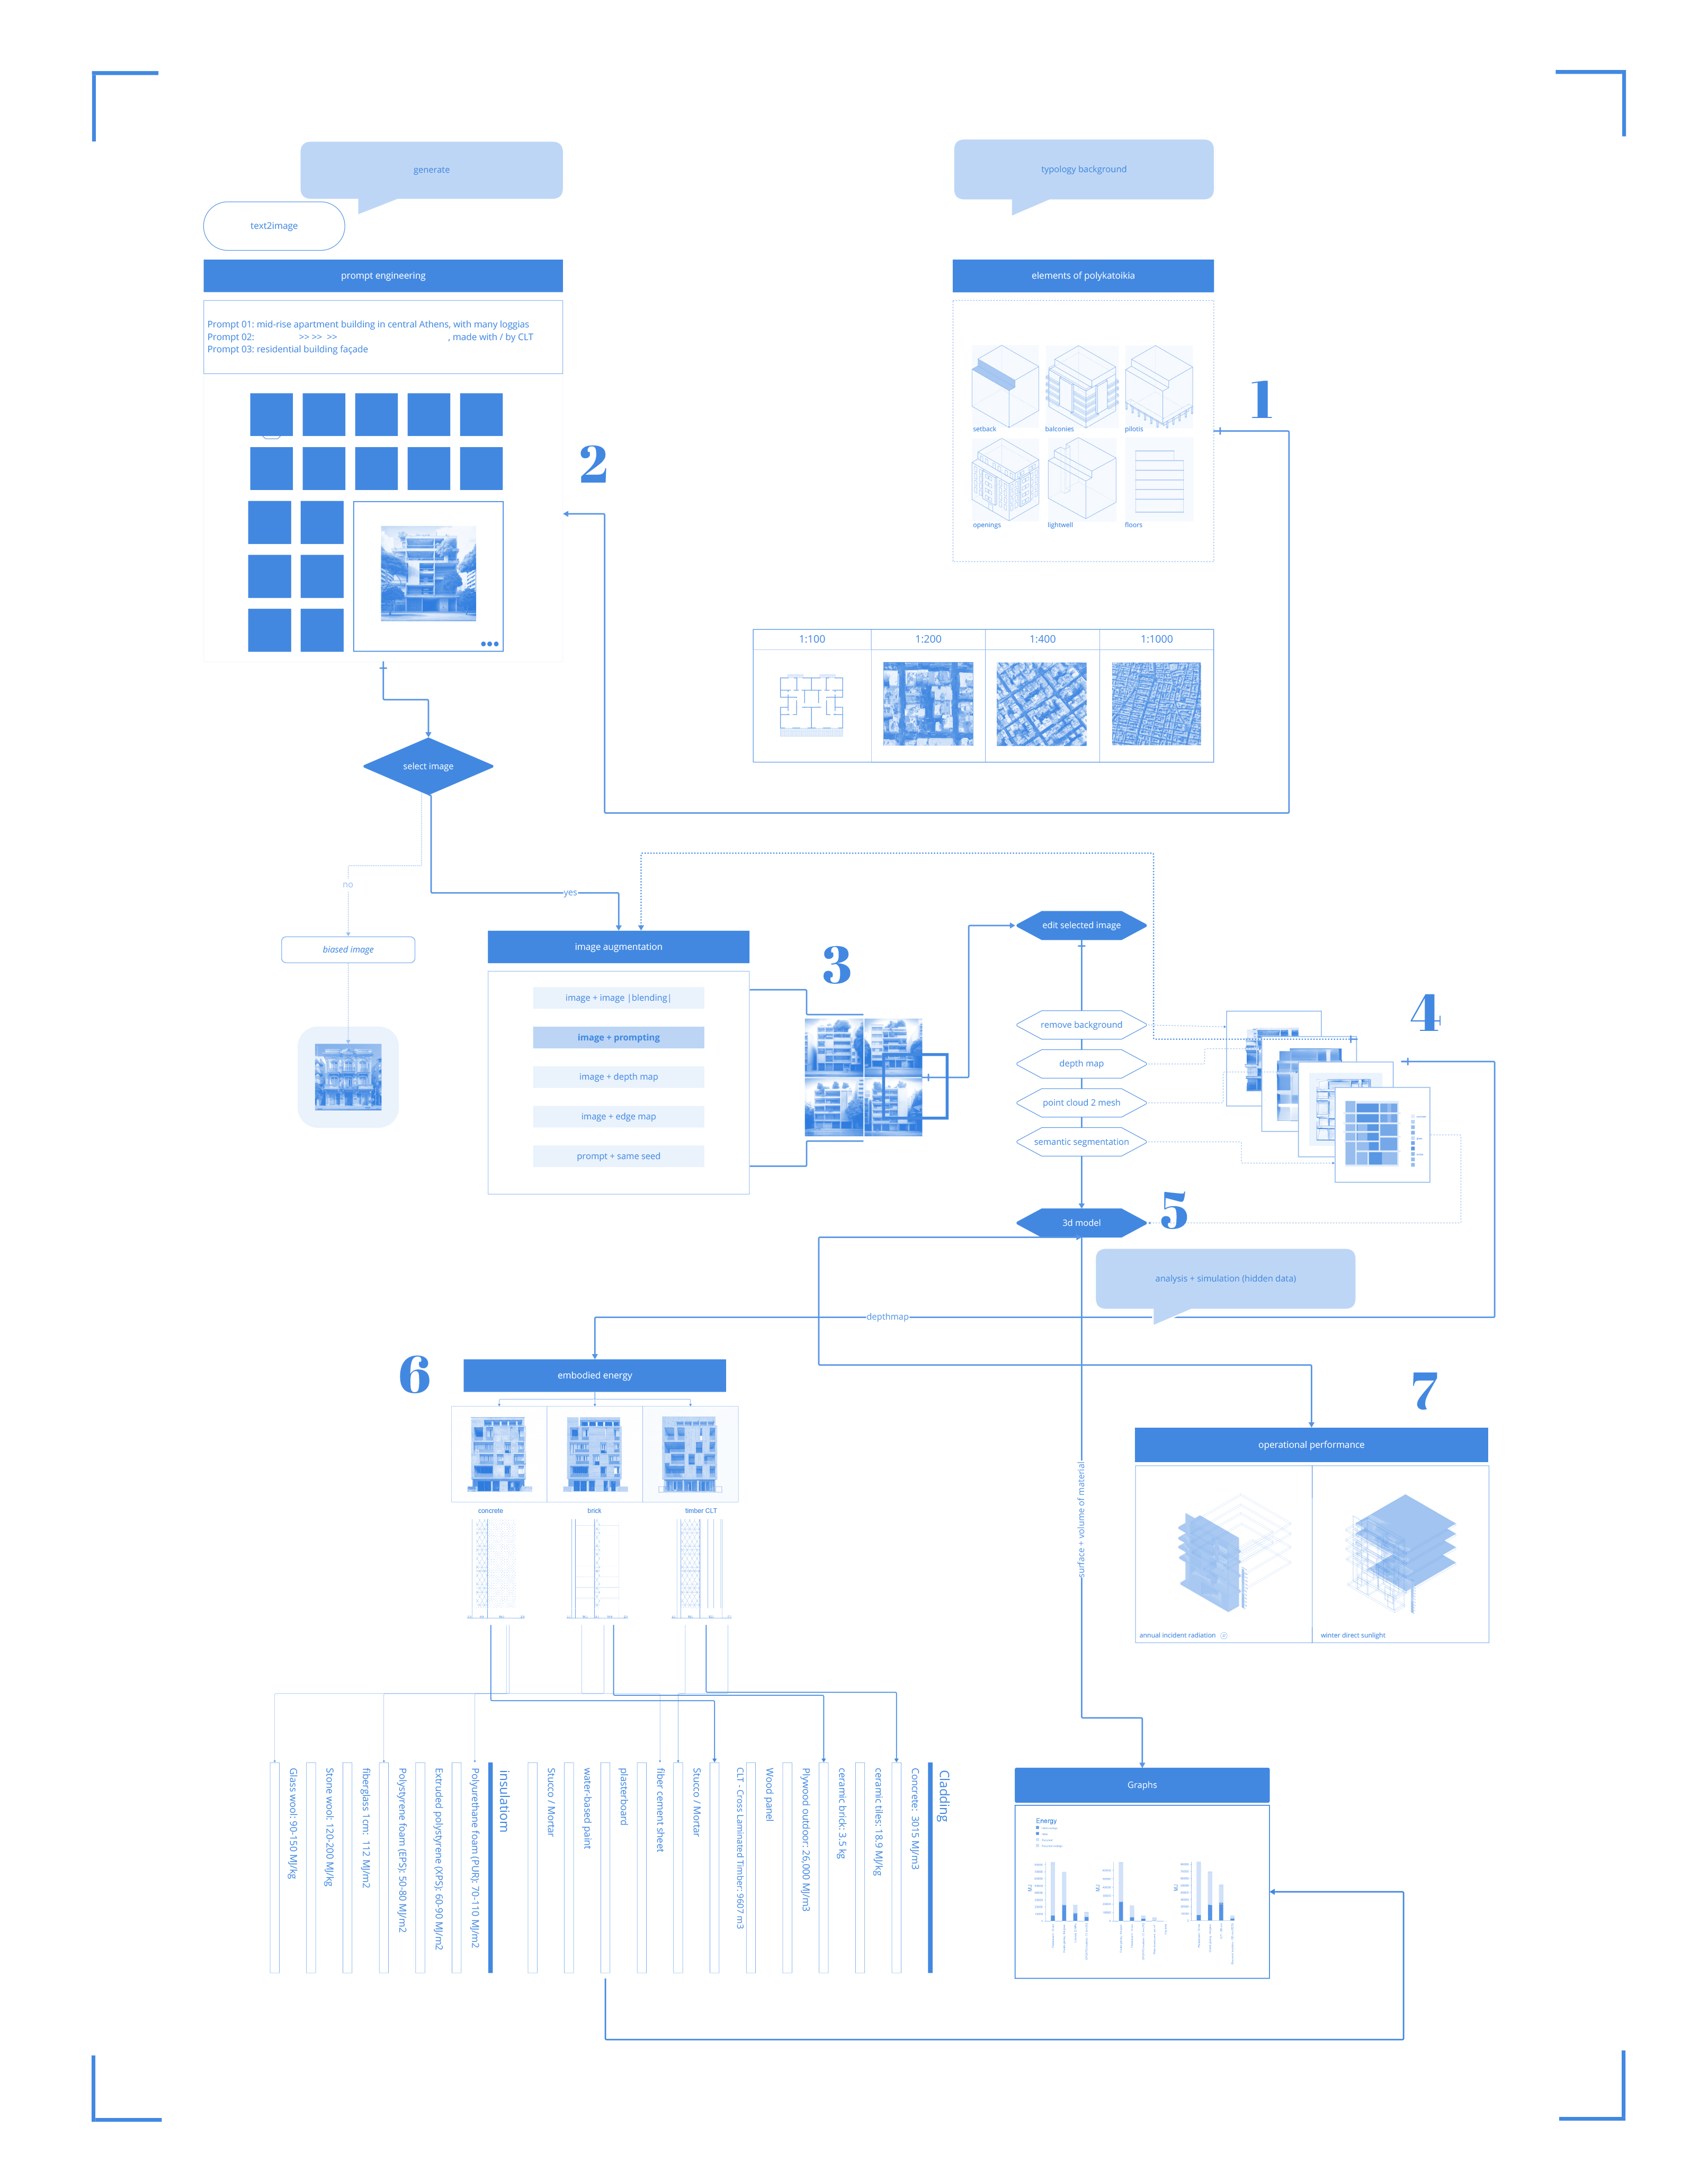 generate
typology background
text2image
prompt engineering
elements of polykatoikia
Prompt 01: mid-rise apartment building in central Athens, with many loggias
Prompt 02: >> >> >> , made with / by CLT
Prompt 03: residential building façade
setback
balconies
pilotis
openings
lightwell
floors
1
2
1:100
1:200
1:400
1:1000
select image
no
yes
biased image
image augmentation
image + image |blending|
image + prompting
image + depth map
image + edge map
prompt + same seed
3
edit selected image
remove background
depth map
point cloud 2 mesh
semantic segmentation
4
3d model
5
analysis + simulation (hidden data)
depthmap
6
embodied energy
concrete
brick
timber CLT
surface + volume of material
7
operational performance
annual incident radiation
winter direct sunlight
Cladding
Concrete: 3015 MJ/m3
ceramic tiles: 18.9 MJ/kg
ceramic brick: 3.5 kg
Plywood outdoor: 26,000 MJ/m3
Wood panel
CLT - Cross Laminated Timber: 9607 m3
Stucco / Mortar
fiber cement sheet
plasterboard
water-based paint
Stucco / Mortar
insulatiom
Polyurethane foam (PUR): 70-110 MJ/m2
Extruded polystyrene (XPS): 60-90 MJ/m2
Polystyrene foam (EPS): 50-80 MJ/m2
fiberglass 1cm: 112 MJ/m2
Stone wool: 120-200 MJ/kg
Glass wool: 90-150 MJ/kg
Graphs
Energy
MJ
MJ
MJ